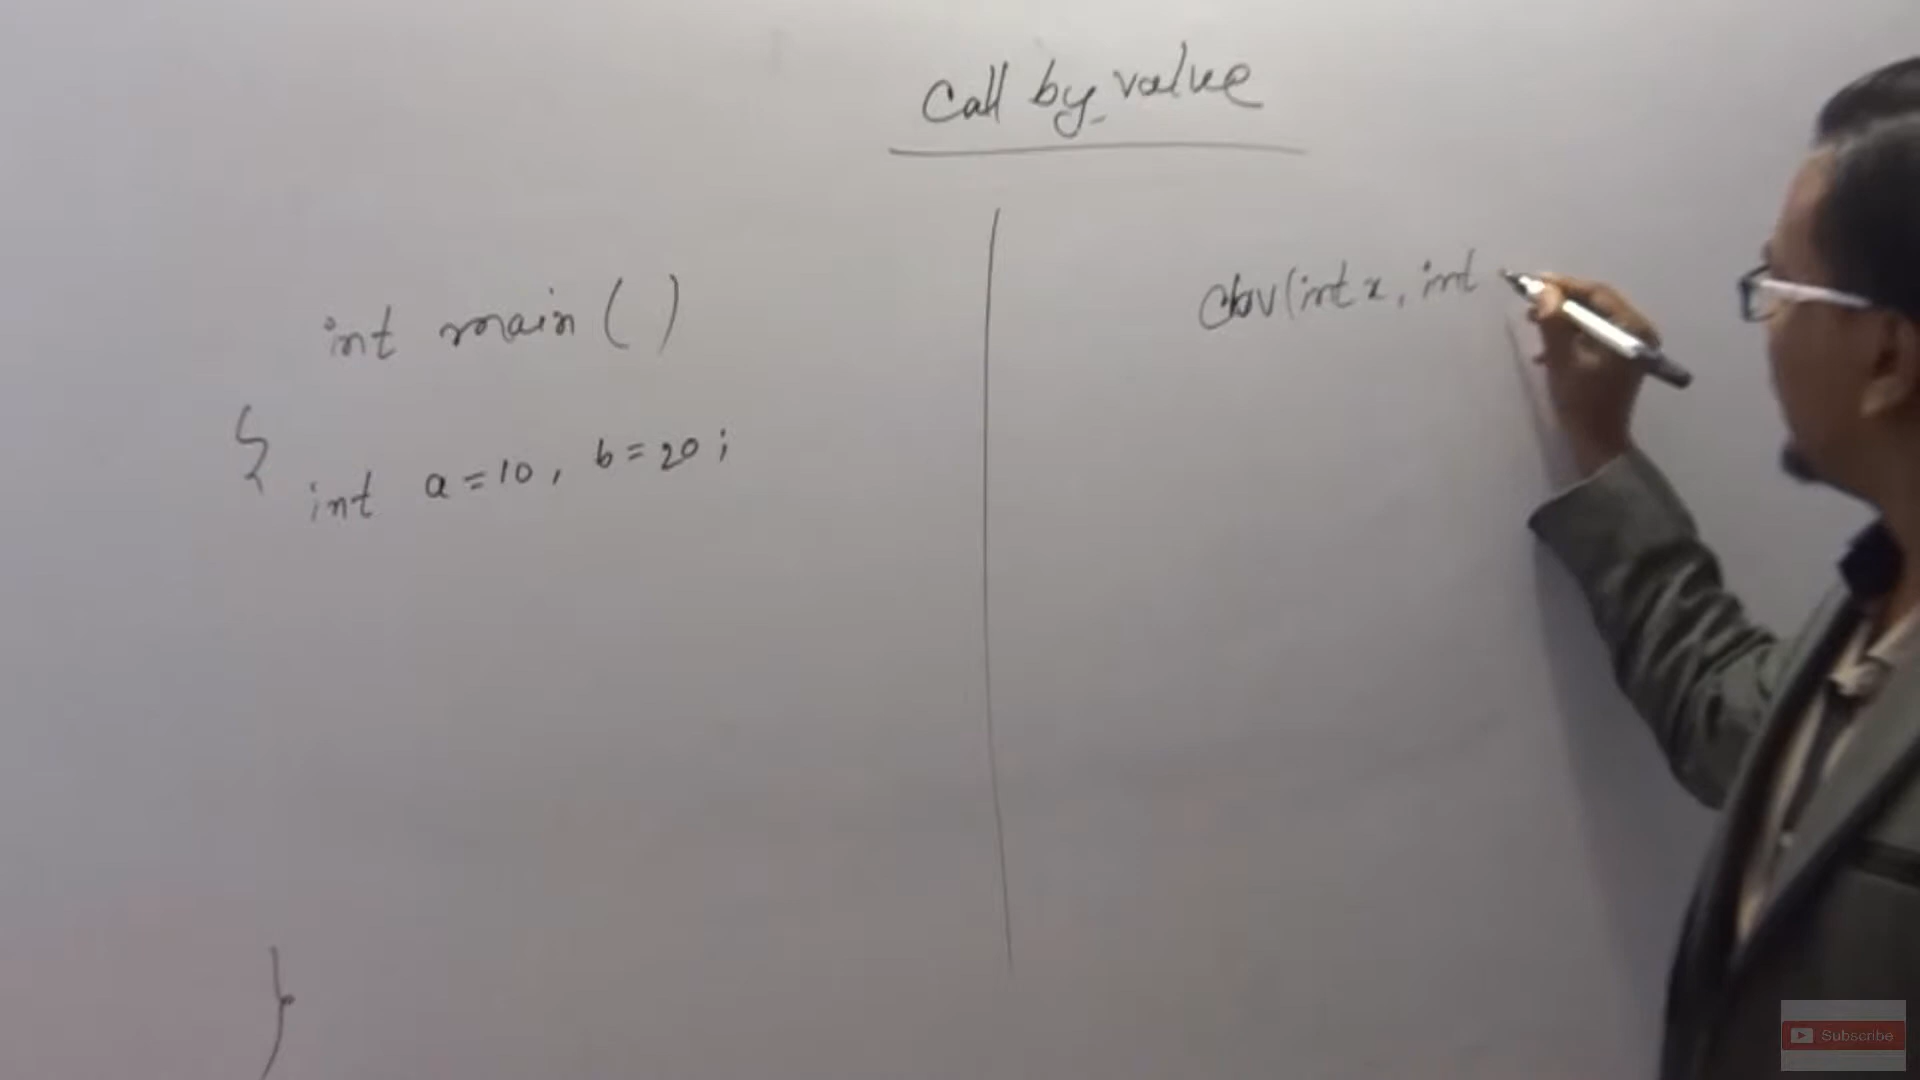 Call by value
int main ( )
{
int a = 10, b = 20;
}
Cbv(int x, int
Subscribe